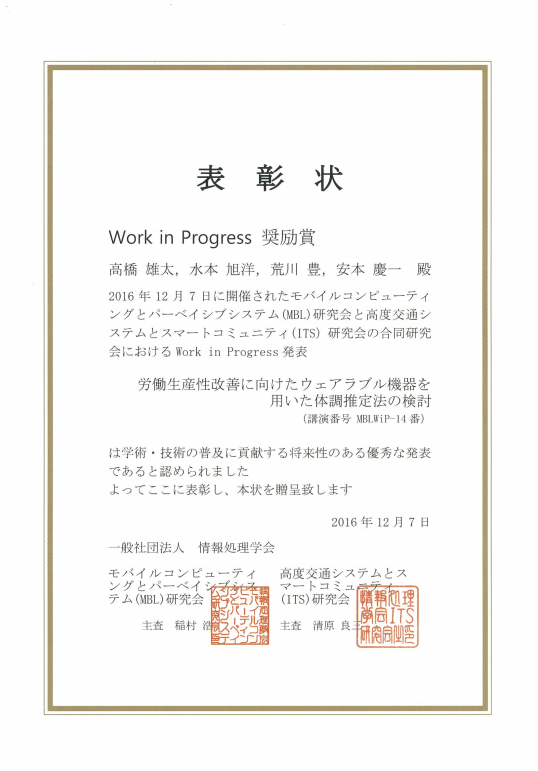 表彰状
Work in Progress 奨励賞
高橋 雄太, 水本 旭洋, 荒川 豊, 安本 慶一 殿
2016 年 12 月 7 日に開催されたモバイルコンピューティ
ングとパーベイシブシステム(MBL)研究会と高度交通シ
ステムとスマートコミュニティ(ITS) 研究会の合同研究
会における Work in Progress 発表
労働生産性改善に向けたウェアラブル機器を
用いた体調推定法の検討
(講演番号 MBLWiP-14 番)
は学術・技術の普及に貢献する将来性のある優秀な発表
であると認められました
よってここに表彰し、本状を贈呈致します
2016 年 12 月 7 日
一般社団法人 情報処理学会
モバイルコンピューティ
ングとパーベイシブシス
テム(MBL)研究会
主査 稲村 浩
高度交通システムとス
マートコミュニティ
(ITS)研究会
主査 清原 良三